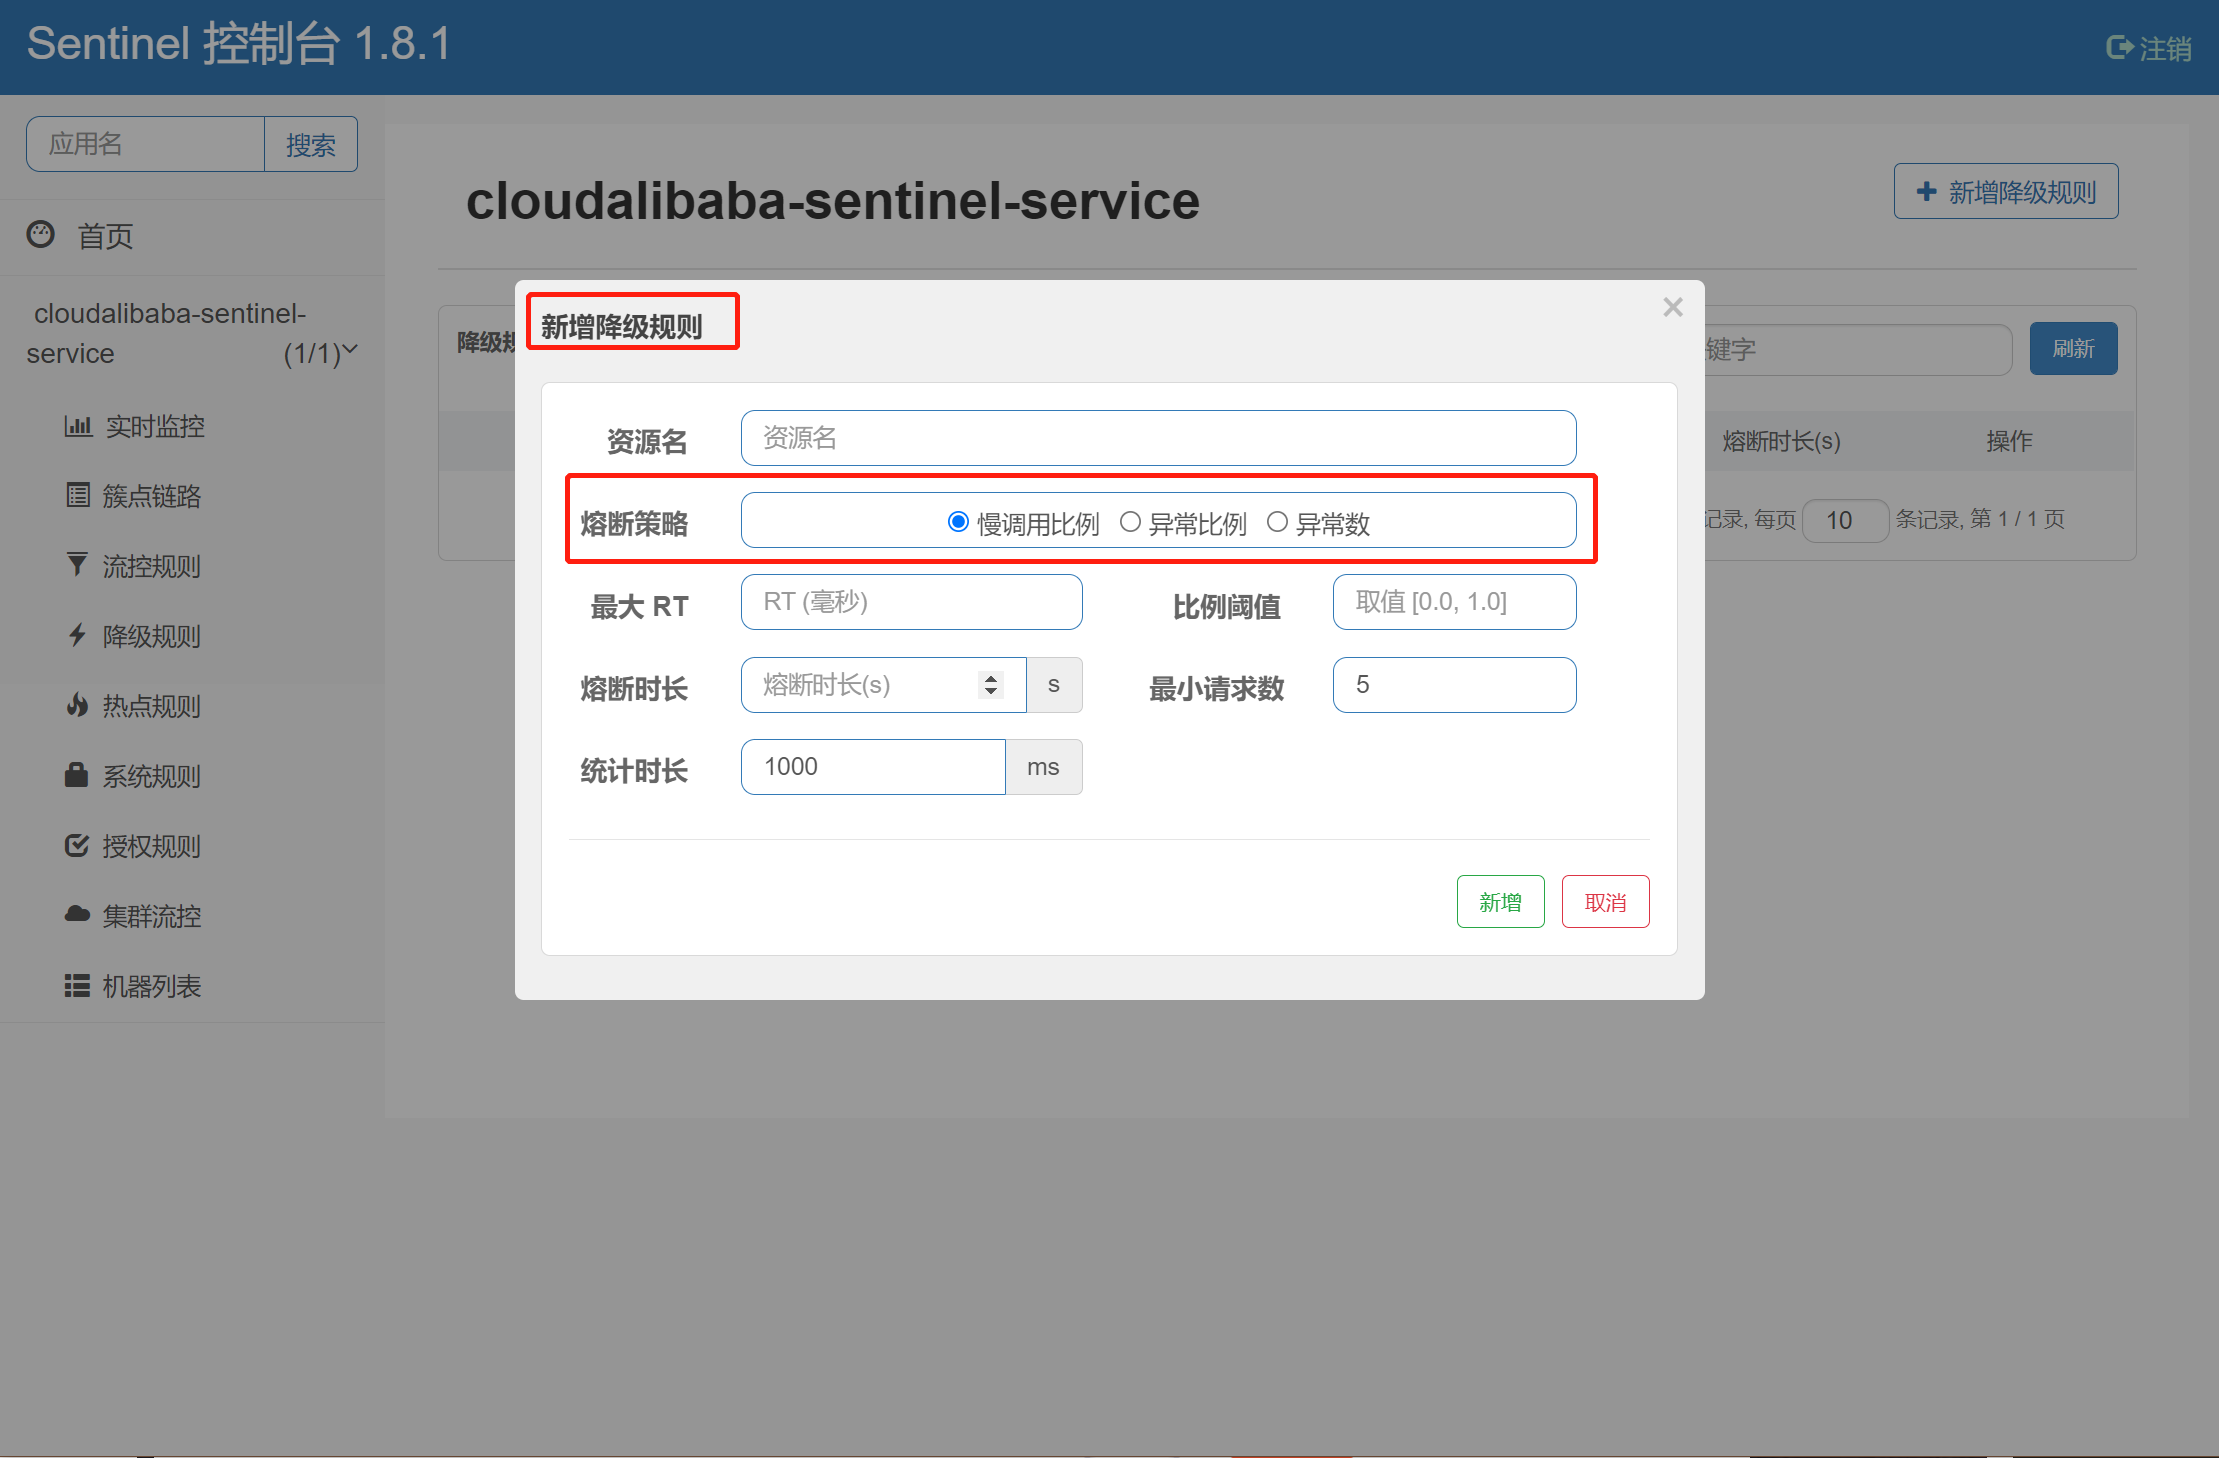 Sentinel 控制台 1.8.1
注销
应用名
搜索
首页
cloudalibaba-sentinel-
service
(1/1)
实时监控
簇点链路
流控规则
降级规则
热点规则
系统规则
授权规则
集群流控
机器列表
cloudalibaba-sentinel-service
新增降级规则
降级规
键字
刷新
熔断时长(s)
操作
记录, 每页 10 条记录, 第 1 / 1 页
新增降级规则
×
资源名
资源名
熔断策略
慢调用比例
异常比例
异常数
最大 RT
RT (毫秒)
比例阈值
取值 [0.0, 1.0]
熔断时长
熔断时长(s)
s
最小请求数
5
统计时长
1000
ms
新增
取消